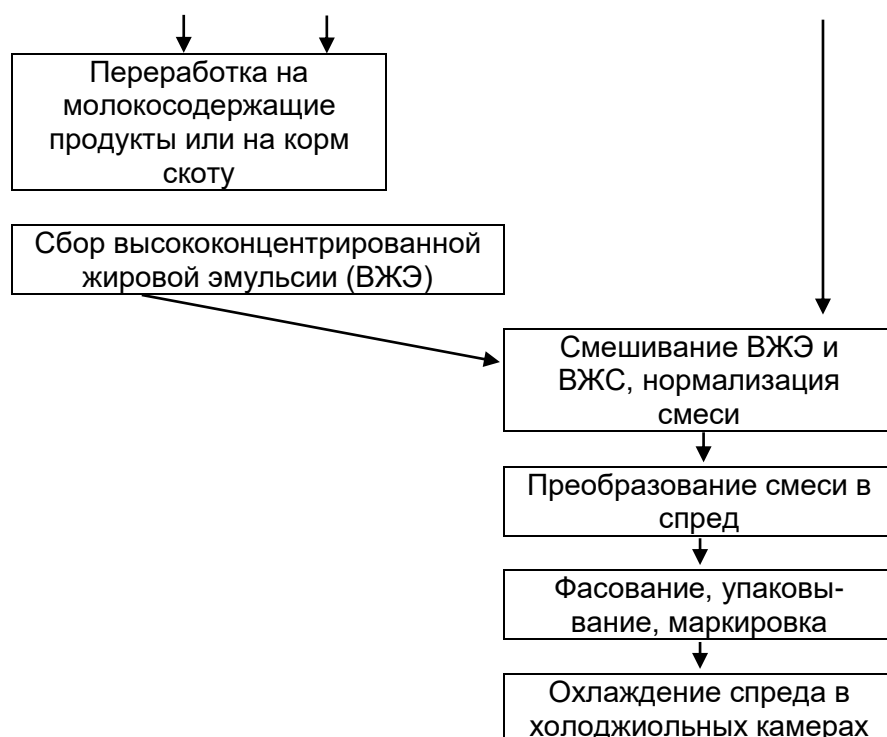 Переработка на
молокосодержащие
продукты или на корм
скоту
Сбор высококонцентрированной
жировой эмульсии (ВЖЭ)
Смешивание ВЖЭ и
ВЖС, нормализация
смеси
Преобразование смеси в
спред
Фасование, упаковы-
вание, маркировка
Охлаждение спреда в
холоджиольных камерах